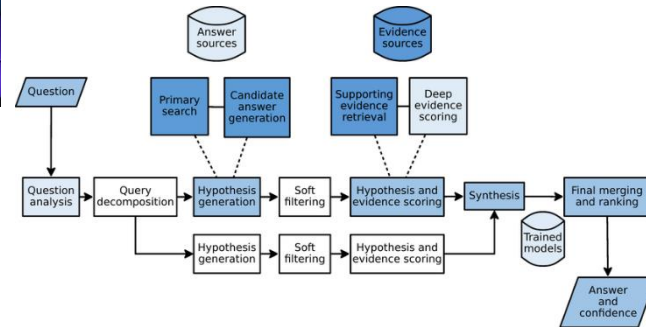 Answer
sources
Evidence
sources
Question
Primary
search
Candidate
answer
generation
Supporting
evidence
retrieval
Deep
evidence
scoring
Question
analysis
Query
decomposition
Hypothesis
generation
Soft
filtering
Hypothesis and
evidence scoring
Synthesis
Final merging
and ranking
Hypothesis
generation
Soft
filtering
Hypothesis and
evidence scoring
Trained
models
Answer
and
confidence